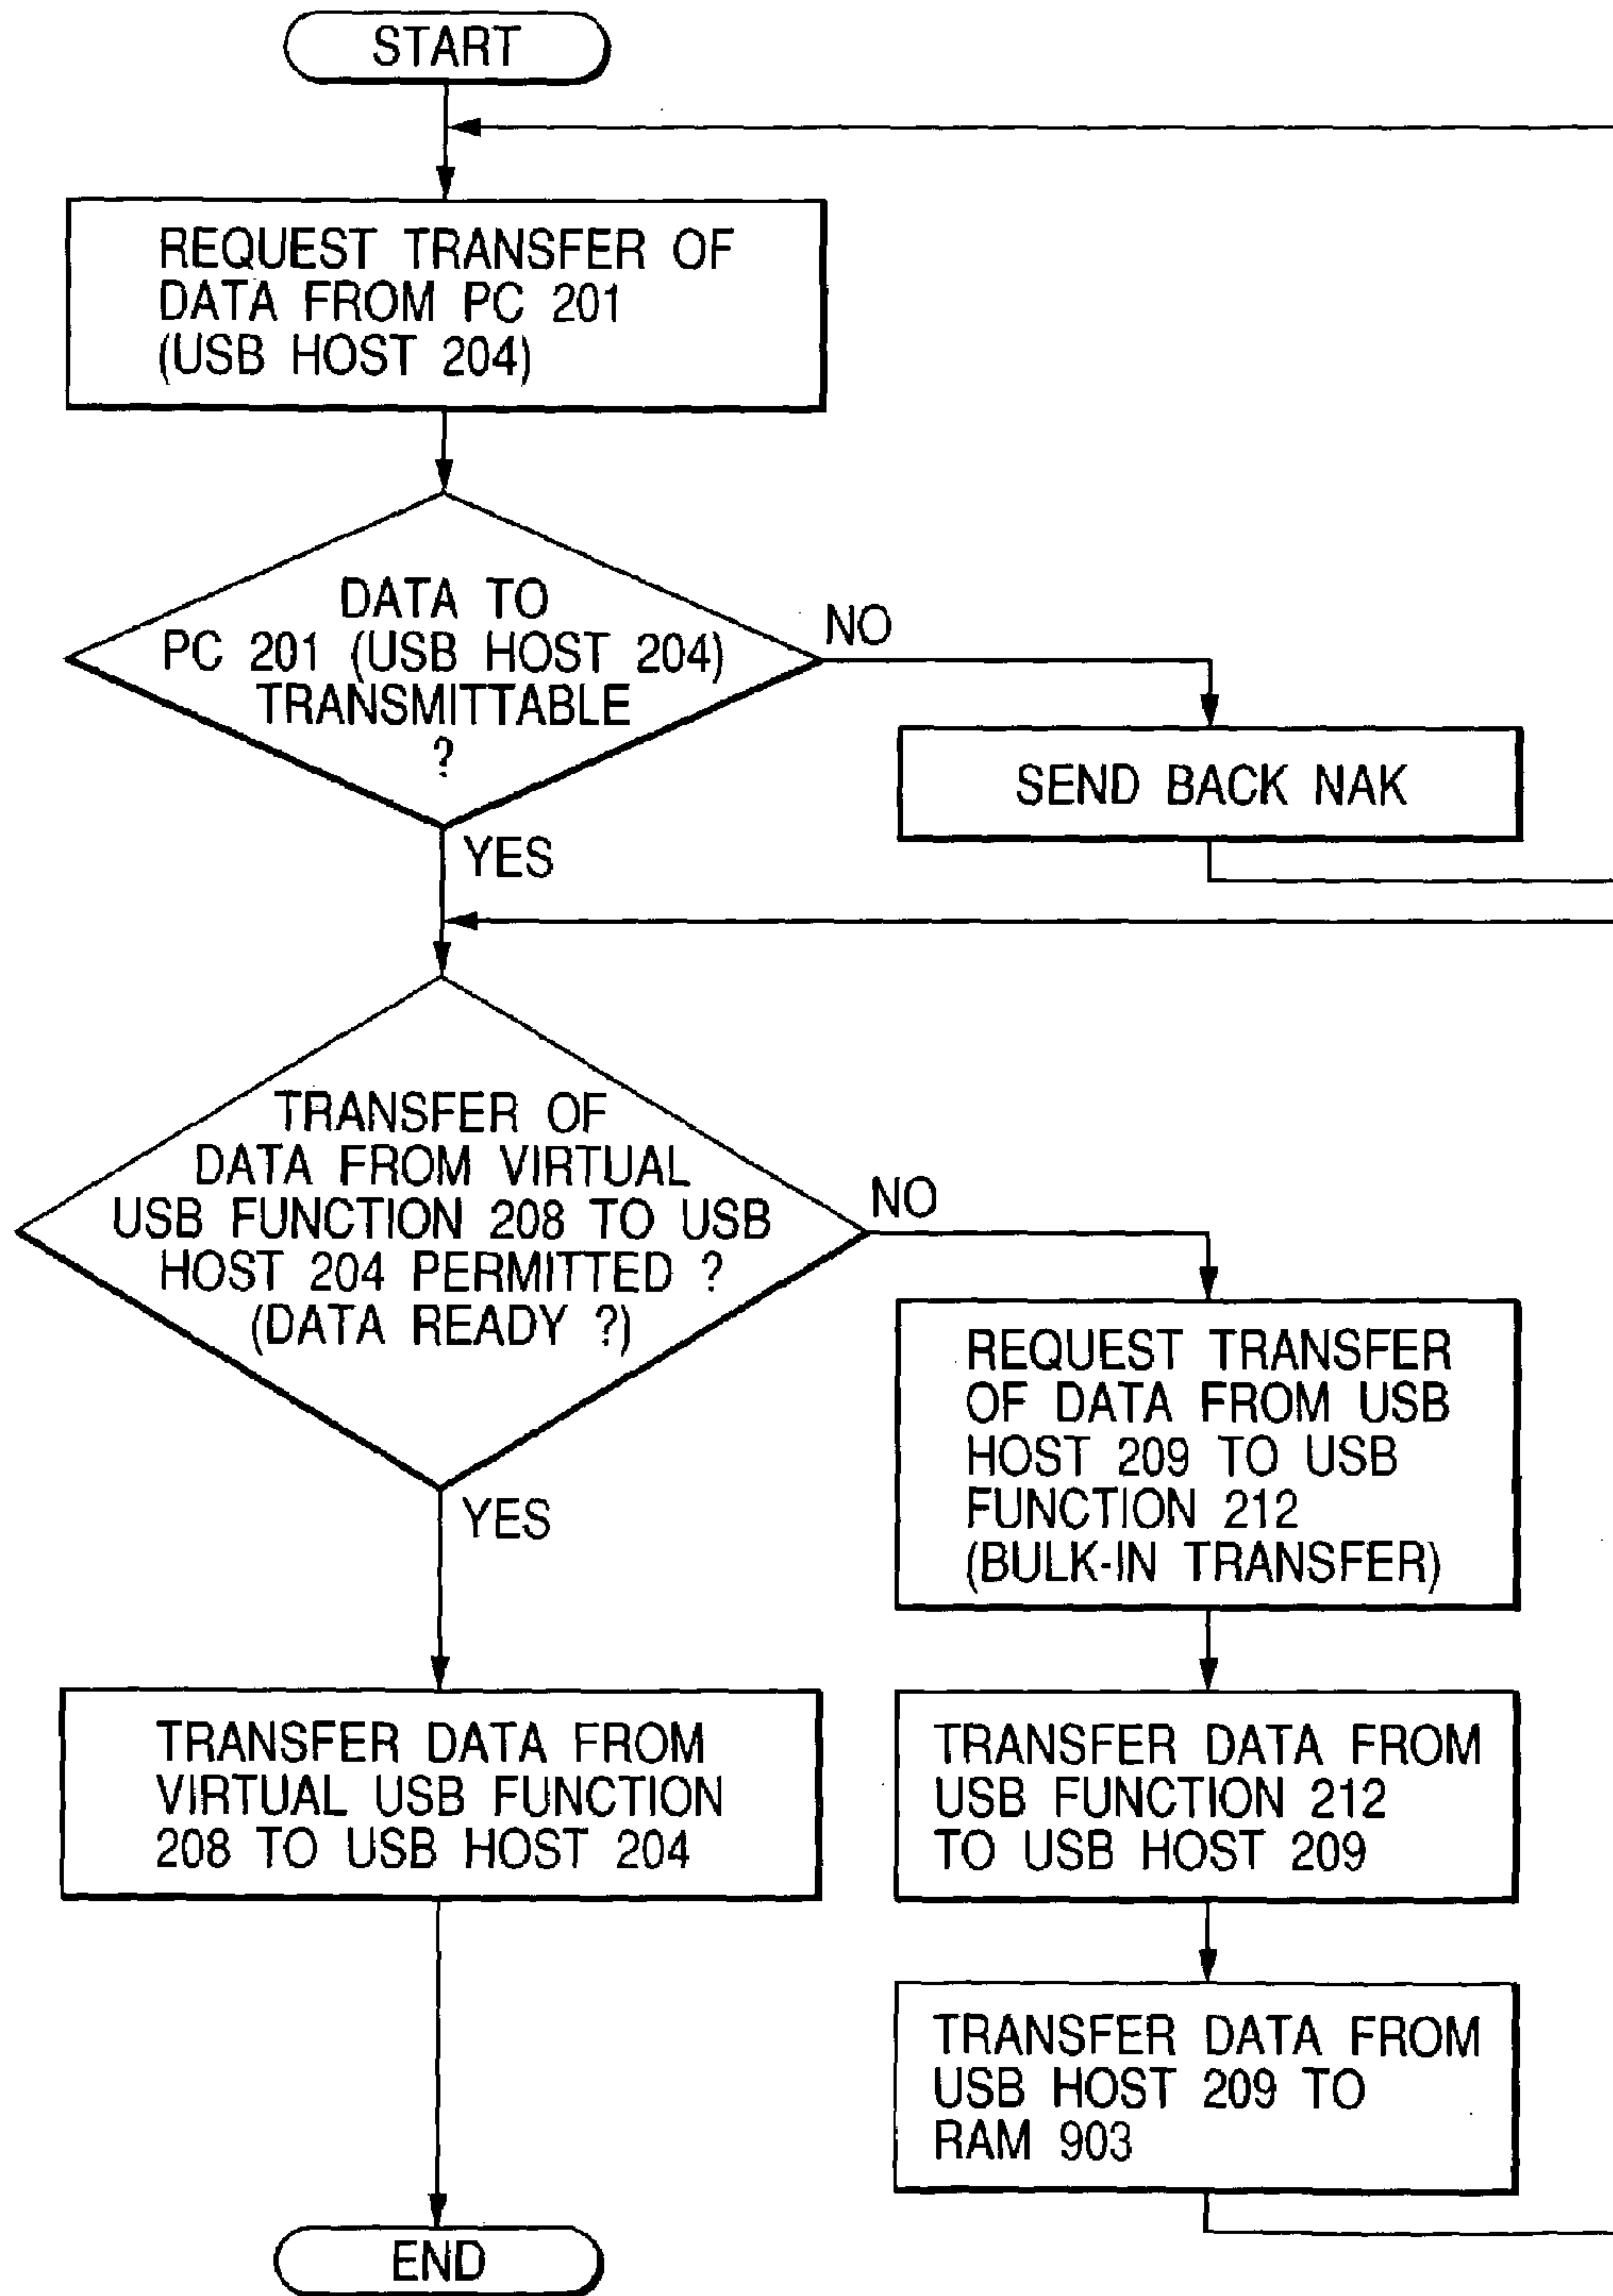 START
REQUEST TRANSFER OF
DATA FROM PC 201
(USB HOST 204)
DATA TO
PC 201 (USB HOST 204)
TRANSMITTABLE
?
NO
SEND BACK NAK
YES
TRANSFER OF
DATA FROM VIRTUAL
USB FUNCTION 208 TO USB
HOST 204 PERMITTED ?
(DATA READY ?)
NO
REQUEST TRANSFER
OF DATA FROM USB
HOST 209 TO USB
FUNCTION 212
(BULK-IN TRANSFER)
YES
TRANSFER DATA FROM
VIRTUAL USB FUNCTION
208 TO USB HOST 204
TRANSFER DATA FROM
USB FUNCTION 212
TO USB HOST 209
TRANSFER DATA FROM
USB HOST 209 TO
RAM 903
END